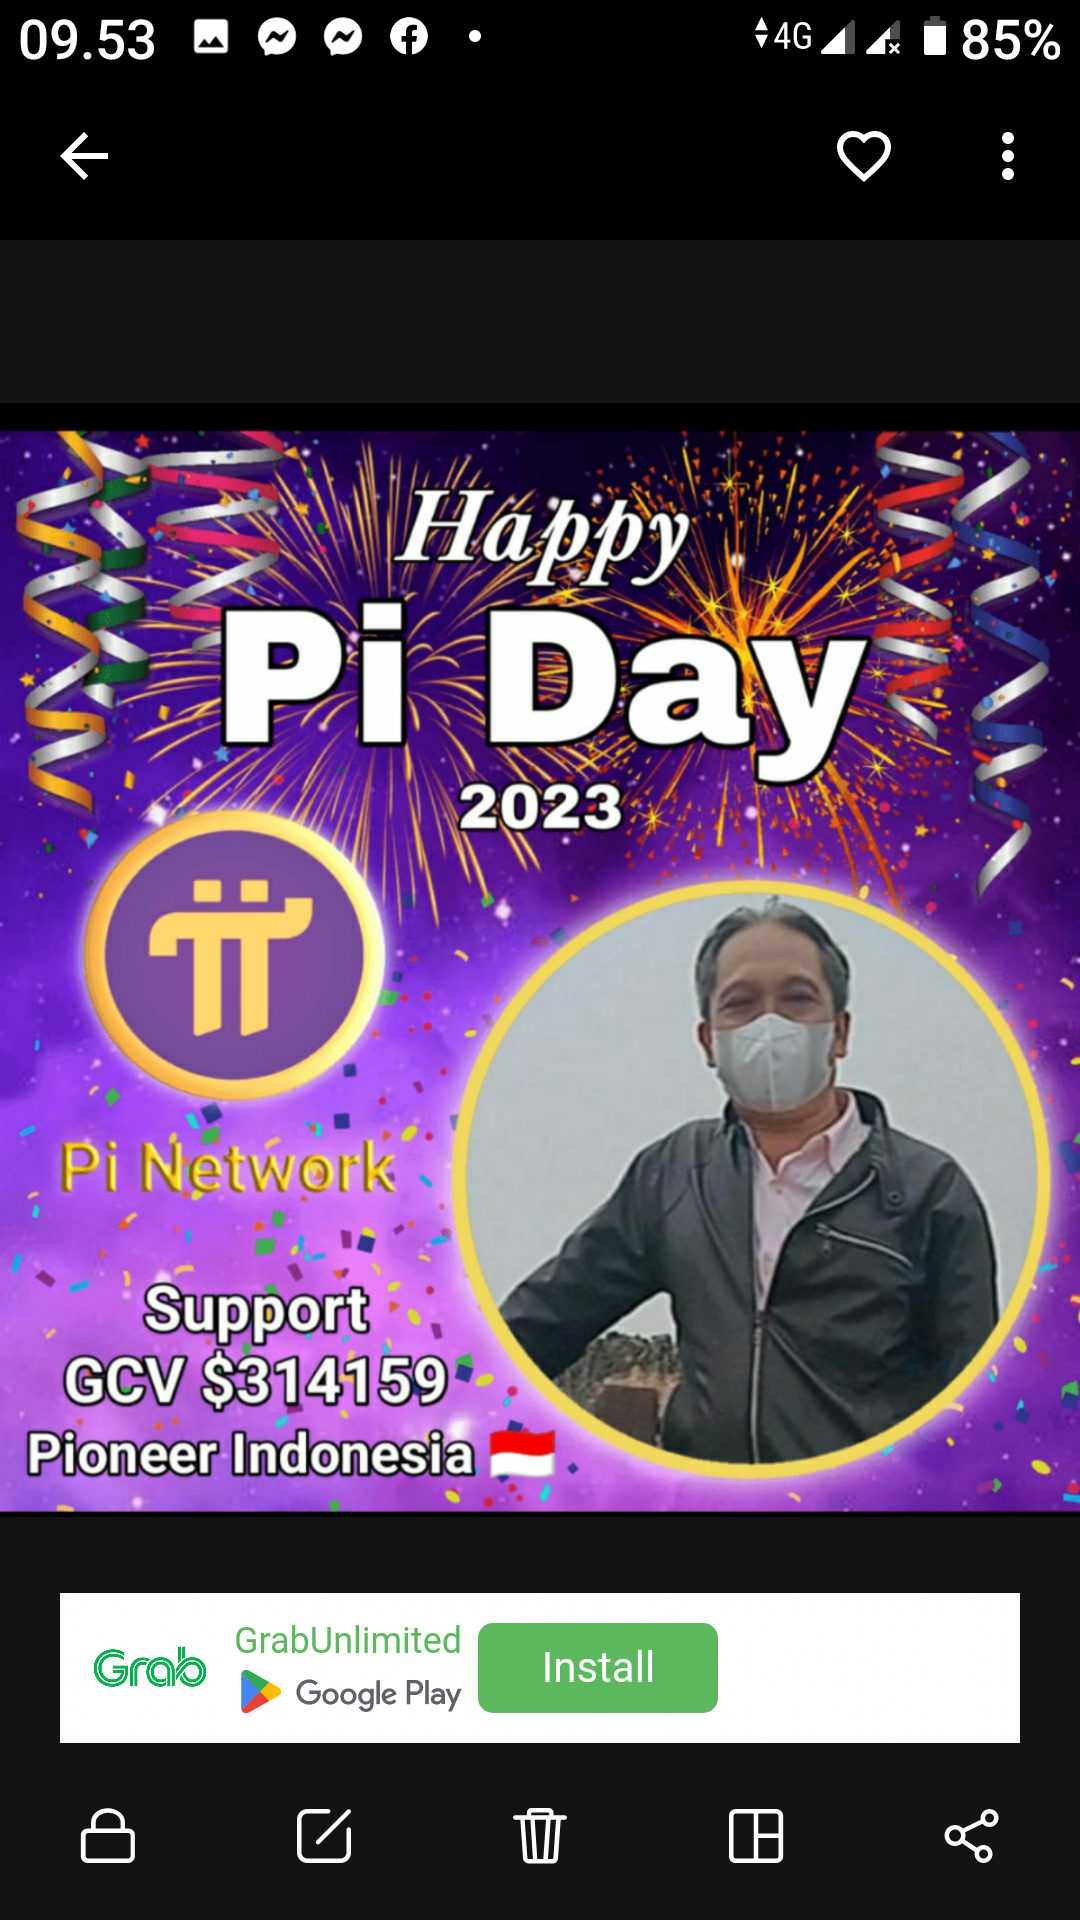 09.53
4G
85%
Happy
Pi Day
2023
Pi Network
Support
GCV $314159
Pioneer Indonesia
Grab
GrabUnlimited
Google Play
Install